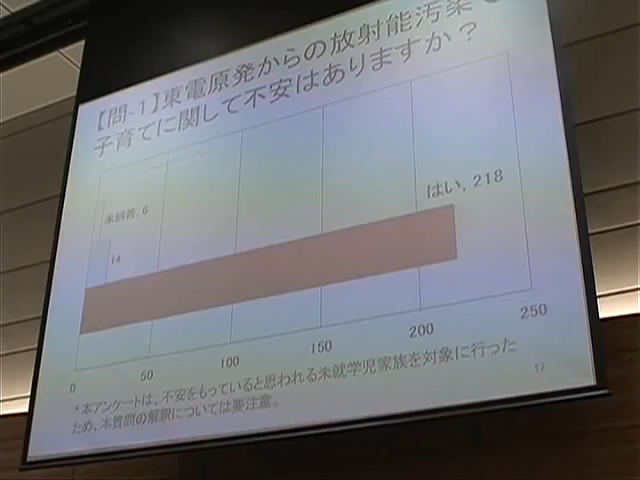 【問-1】東電原発からの放射能汚染で
子育てに関して不安はありますか？
未回答, 6
はい, 218
14
0 50 100 150 200 250
*本アンケートは、不安をもっていると思われる未就学児家族を対象に行った
ため、本質問の解釈については要注意。
17